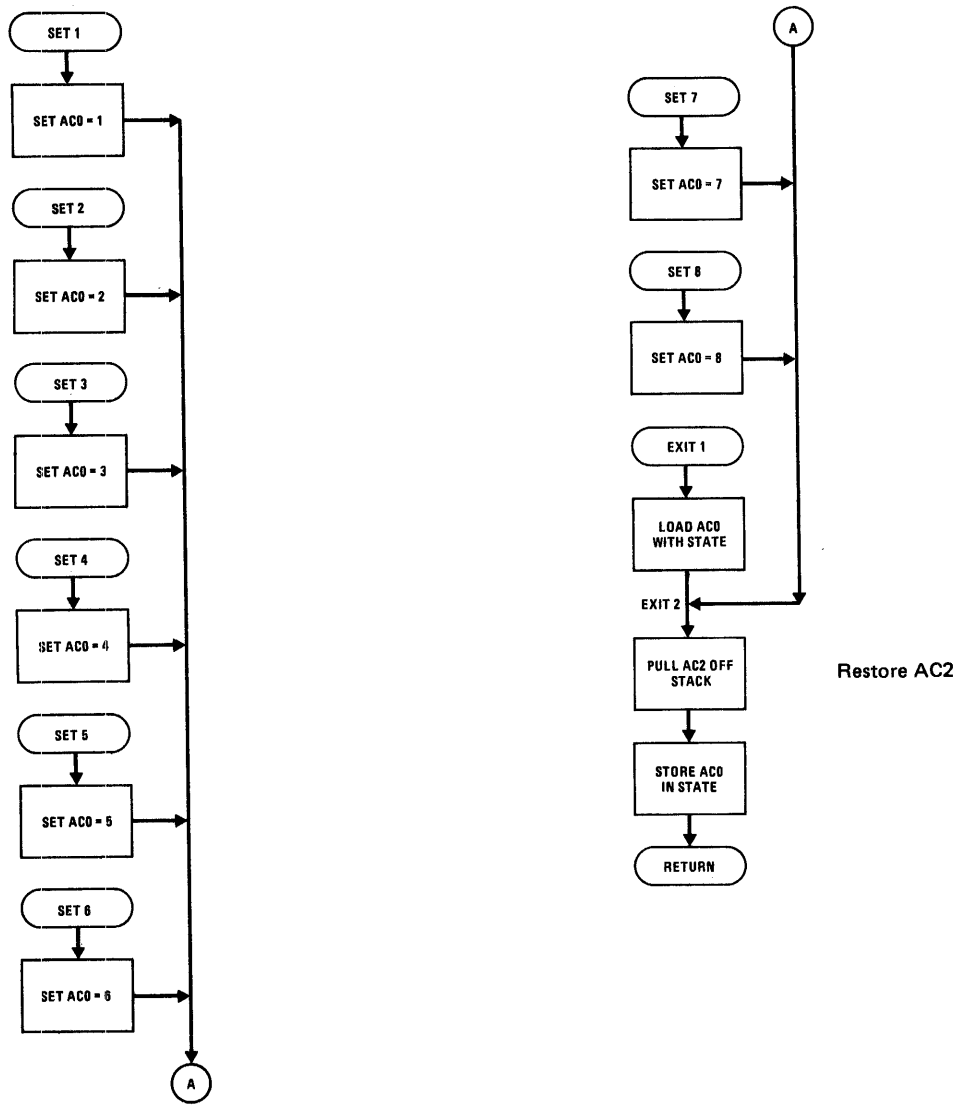 SET 1
SET AC0 = 1
SET 2
SET AC0 = 2
SET 3
SET AC0 = 3
SET 4
SET AC0 = 4
SET 5
SET AC0 = 5
SET 6
SET AC0 = 6
A
A
SET 7
SET AC0 = 7
SET 8
SET AC0 = 8
EXIT 1
LOAD AC0
WITH STATE
EXIT 2
PULL AC2 OFF
STACK
Restore AC2
STORE AC0
IN STATE
RETURN